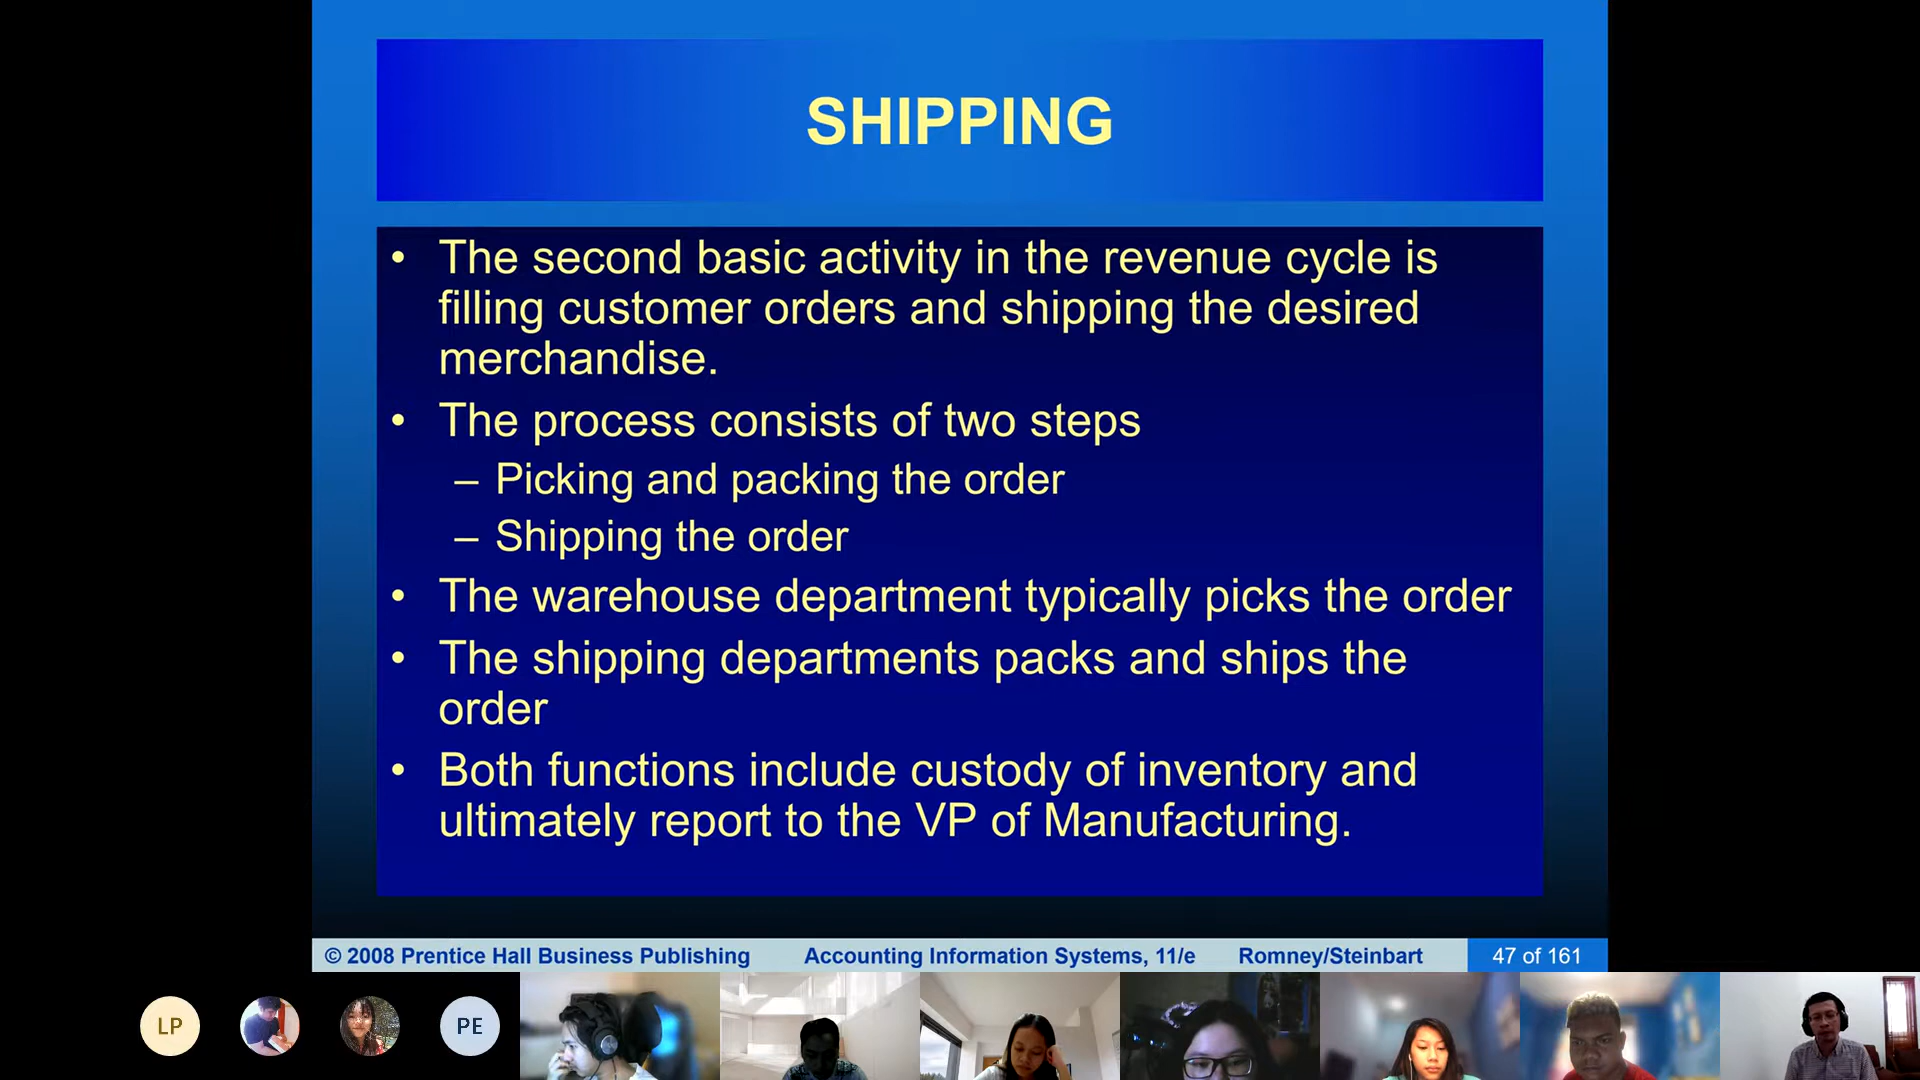 SHIPPING
• The second basic activity in the revenue cycle is
filling customer orders and shipping the desired
merchandise.
• The process consists of two steps
– Picking and packing the order
– Shipping the order
• The warehouse department typically picks the order
• The shipping departments packs and ships the
order
• Both functions include custody of inventory and
ultimately report to the VP of Manufacturing.
© 2008 Prentice Hall Business Publishing Accounting Information Systems, 11/e Romney/Steinbart 47 of 161
LP PE